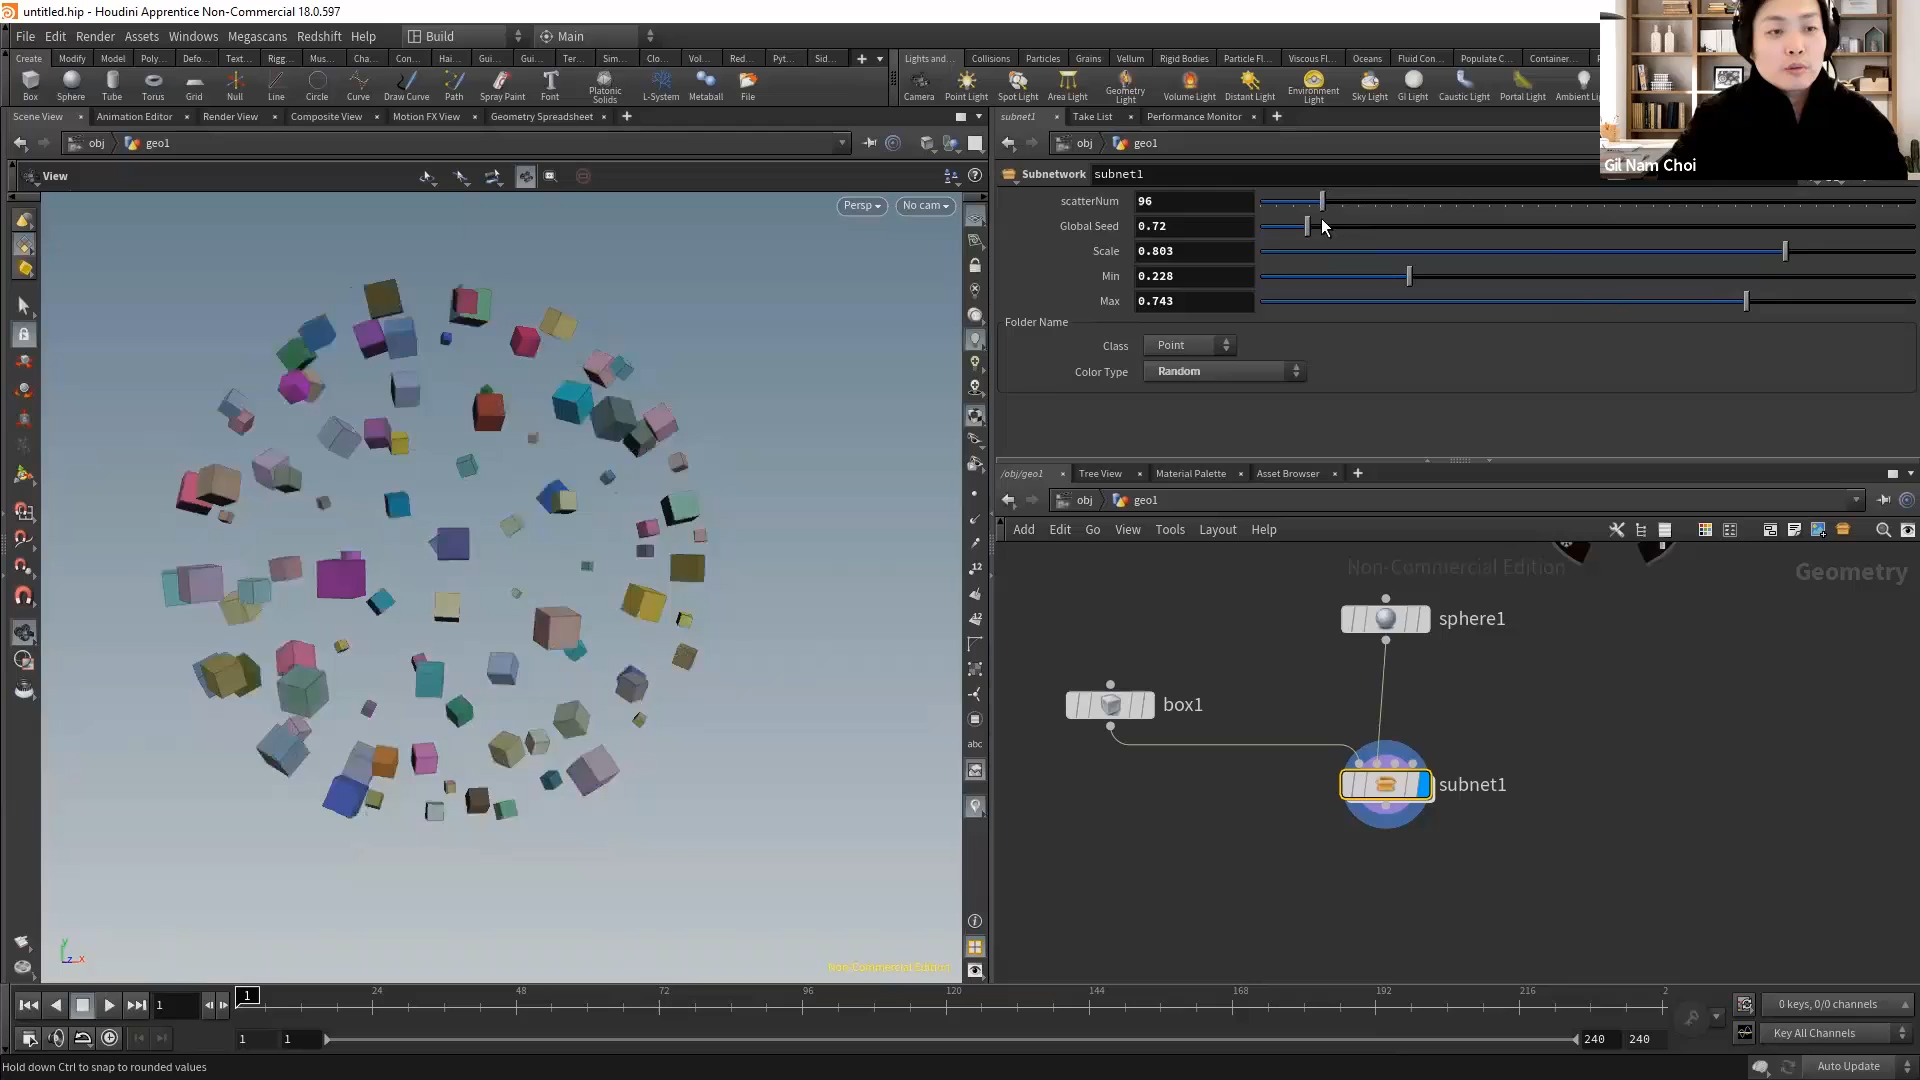 untitled.hip - Houdini Apprentice Non-Commercial 18.0.597
File Edit Render Assets Windows Megascans Redshift Help Build Main
Create Modify Model Poly... Defo... Text... Rigg... Mus... Cha... Con... Hai... Gui... Gui... Ter... Sim... Clo... Vol... Red... Pyt... Sid...
Lights and... Collisions Particles Grains Vellum Rigid Bodies Particle Fl... Viscous Fl... Oceans Fluid Con... Populate C... Container...
Box Sphere Tube Torus Grid Null Line Circle Curve Draw Curve Path Spray Paint Font Platonic Solids L-System Metaball File
Camera Point Light Spot Light Area Light Geometry Light Volume Light Distant Light Environment Light Sky Light GI Light Caustic Light Portal Light Ambient L
Scene View Animation Editor Render View Composite View Motion FX View Geometry Spreadsheet
subnet1 Take List Performance Monitor
obj geo1
obj geo1
Gil Nam Choi
View
Subnetwork subnet1
Persp No cam
scatterNum 96
Global Seed 0.72
Scale 0.803
Min 0.228
Max 0.743
Folder Name
Class Point
Color Type Random
/obj/geo1 Tree View Material Palette Asset Browser
obj geo1
Add Edit Go View Tools Layout Help
Non-Commercial Edition
Geometry
sphere1
box1
subnet1
12
12
abc
y
z x
Non-Commercial Edition
1
1 24 48 72 96 120 144 168 192 216 2
0 keys, 0/0 channels
1 1 240 240
Key All Channels
Hold down Ctrl to snap to rounded values
Auto Update